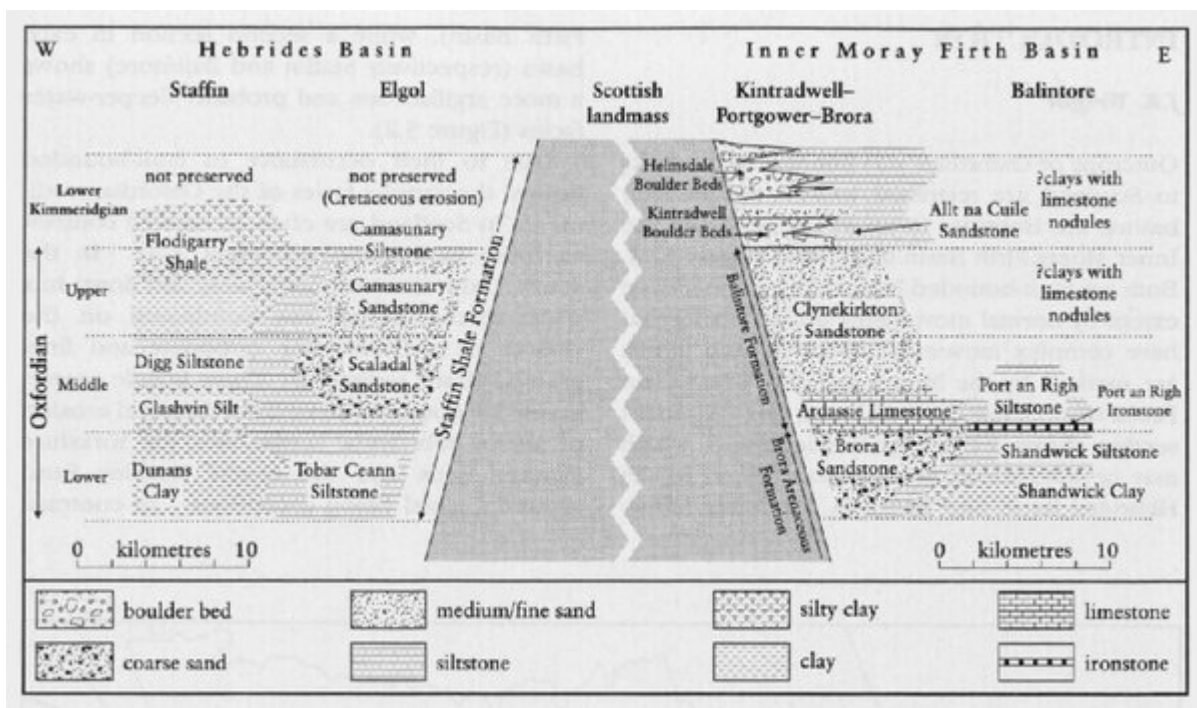 W
Hebrides Basin
Inner Moray Firth Basin
E
Staffin
Elgol
Scottish
landmass
Kintradwell–
Portgower–Brora
Balintore
not preserved
not preserved
(Cretaceous erosion)
Lower
Kimmeridgian
Helmsdale
Boulder Beds
Kintradwell
Boulder Beds
Allt na Cuile
Sandstone
?clays with
limestone
nodules
Flodigarry
Shale
Camasunary
Siltstone
Upper
Camasunary
Sandstone
Clynekirkton
Sandstone
?clays with
limestone
nodules
Oxfordian
Middle
Digg Siltstone
Scaladal
Sandstone
Staffin Shale Formation
Balintore Formation
Port an Righ
Siltstone
Port an Righ
Ironstone
Glashvin Silt
Ardassie Limestone
Lower
Dunans
Clay
Tobar Ceann
Siltstone
Brora Arenaceous
Formation
Brora
Sandstone
Shandwick Siltstone
Shandwick Clay
0 kilometres 10
0 kilometres 10
boulder bed
medium/fine sand
silty clay
limestone
coarse sand
siltstone
clay
ironstone